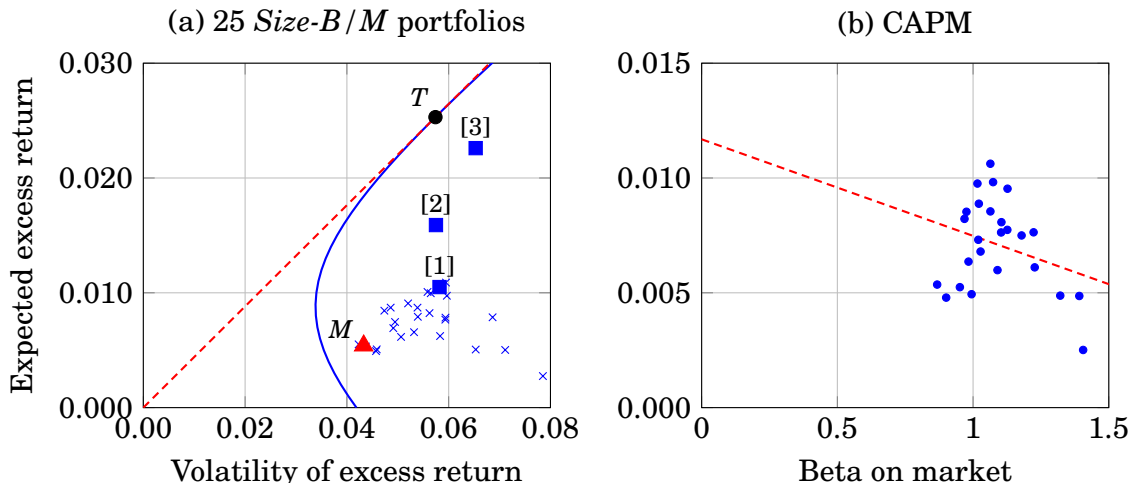 (a) 25 Size-B/M portfolios
Expected excess return
0.030
0.020
0.010
0.000
T
[3]
[2]
[1]
M
0.00 0.02 0.04 0.06 0.08
Volatility of excess return
(b) CAPM
0.015
0.010
0.005
0.000
0 0.5 1 1.5
Beta on market